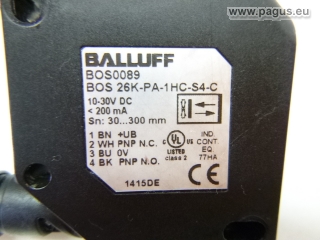 www.pagus.eu
BALLUFF
BOS0089
BOS 26K-PA-1HC-S4-C
10-30V DC
< 200 mA
Sn: 30...300 mm
1 BN +UB
2 WH PNP N.C.
3 BU 0V
4 BK PNP N.O.
c UL US
LISTED
class 2
IND.
CONT.
EQ.
77HA
1415DE
CE